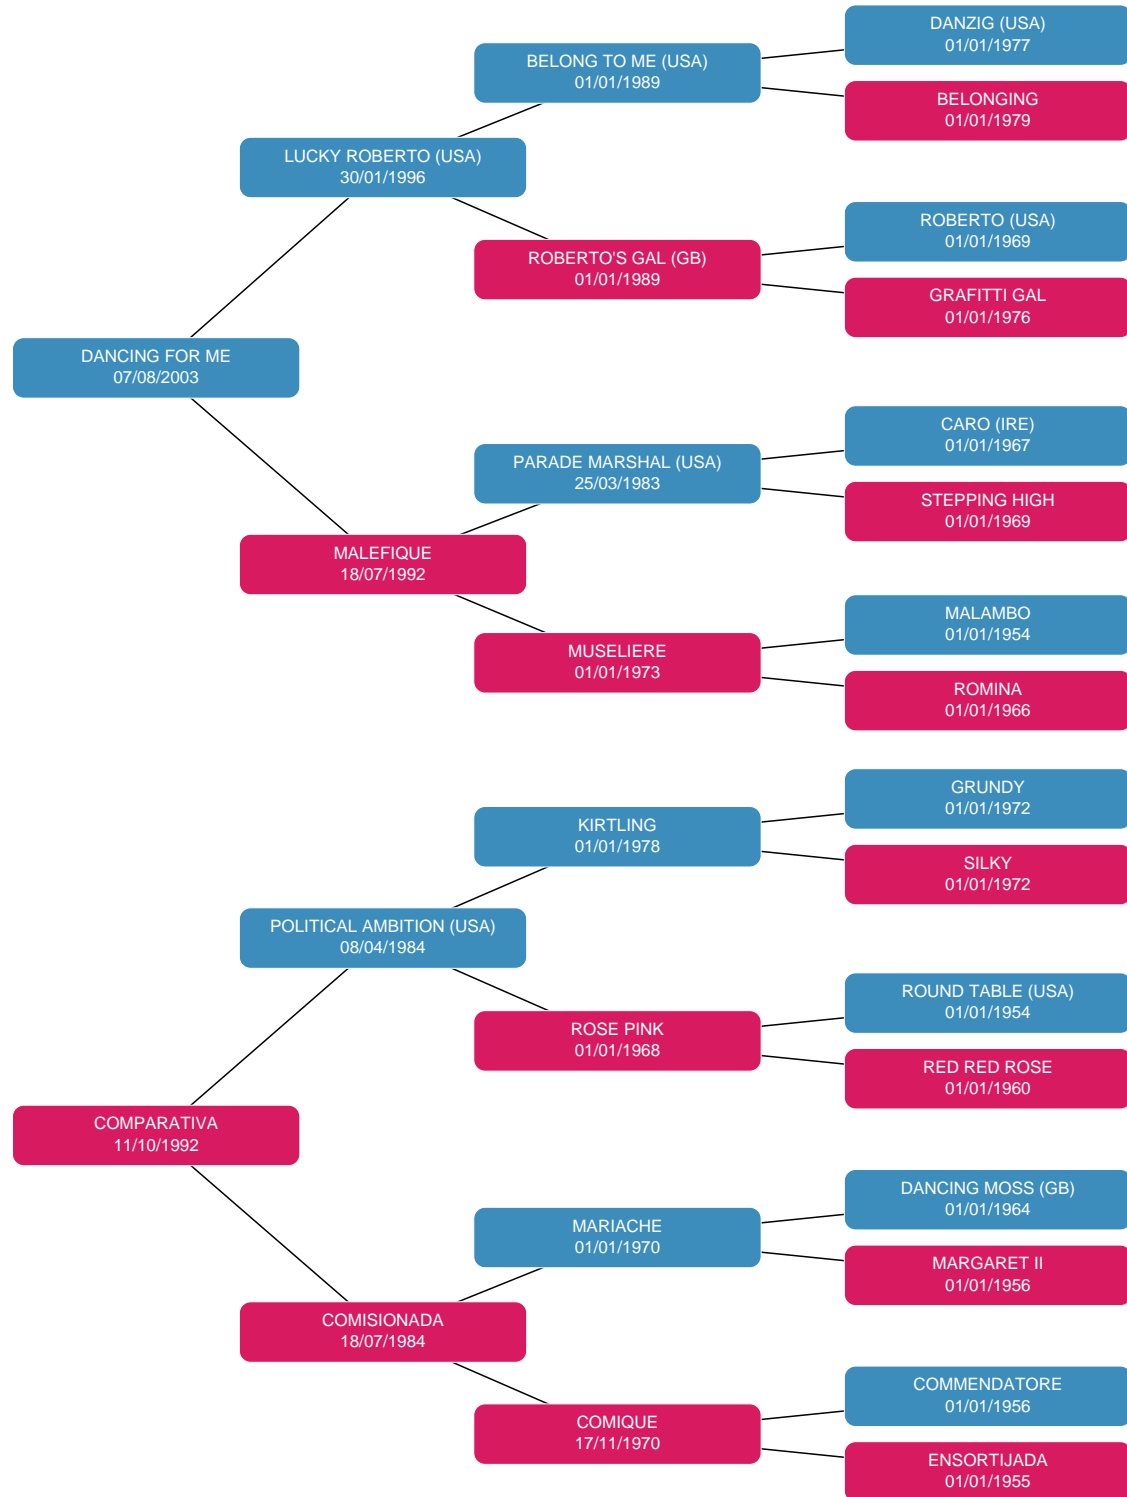 DANZIG (USA)
01/01/1977
BELONG TO ME (USA)
01/01/1989
BELONGING
01/01/1979
LUCKY ROBERTO (USA)
30/01/1996
ROBERTO (USA)
01/01/1969
ROBERTO'S GAL (GB)
01/01/1989
GRAFITTI GAL
01/01/1976
DANCING FOR ME
07/08/2003
CARO (IRE)
01/01/1967
PARADE MARSHAL (USA)
25/03/1983
STEPPING HIGH
01/01/1969
MALEFIQUE
18/07/1992
MALAMBO
01/01/1954
MUSELIERE
01/01/1973
ROMINA
01/01/1966
GRUNDY
01/01/1972
KIRTLING
01/01/1978
SILKY
01/01/1972
POLITICAL AMBITION (USA)
08/04/1984
ROUND TABLE (USA)
01/01/1954
ROSE PINK
01/01/1968
RED RED ROSE
01/01/1960
COMPARATIVA
11/10/1992
DANCING MOSS (GB)
01/01/1964
MARIACHE
01/01/1970
MARGARET II
01/01/1956
COMISIONADA
18/07/1984
COMMENDATORE
01/01/1956
COMIQUE
17/11/1970
ENSORTIJADA
01/01/1955